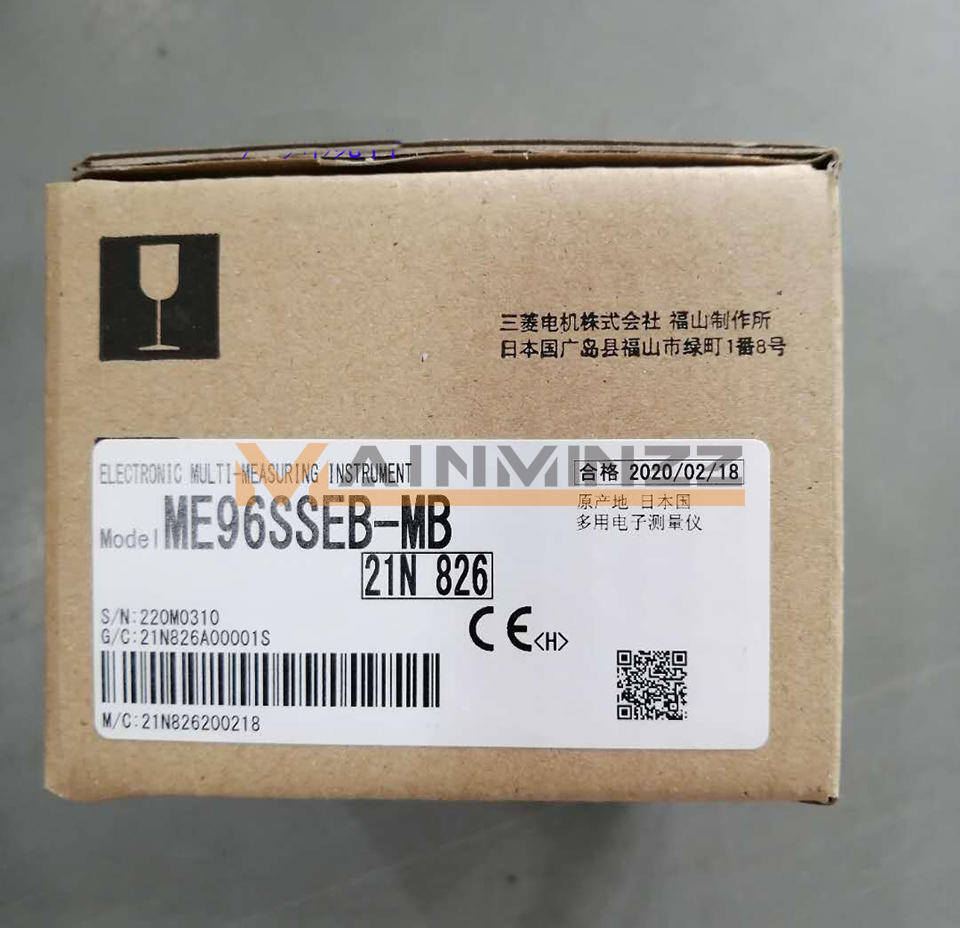 三菱电机株式会社 福山制作所
日本国广岛县福山市绿町1番8号
VAINMINZZ
ELECTRONIC MULTI-MEASURING INSTRUMENT
合格 2020/02/18
Model ME96SSEB-MB
原产地 日本国
多用电子测量仪
21N 826
S/N:220M0310
G/C:21N826A00001S
CE<H>
M/C:21N826200218